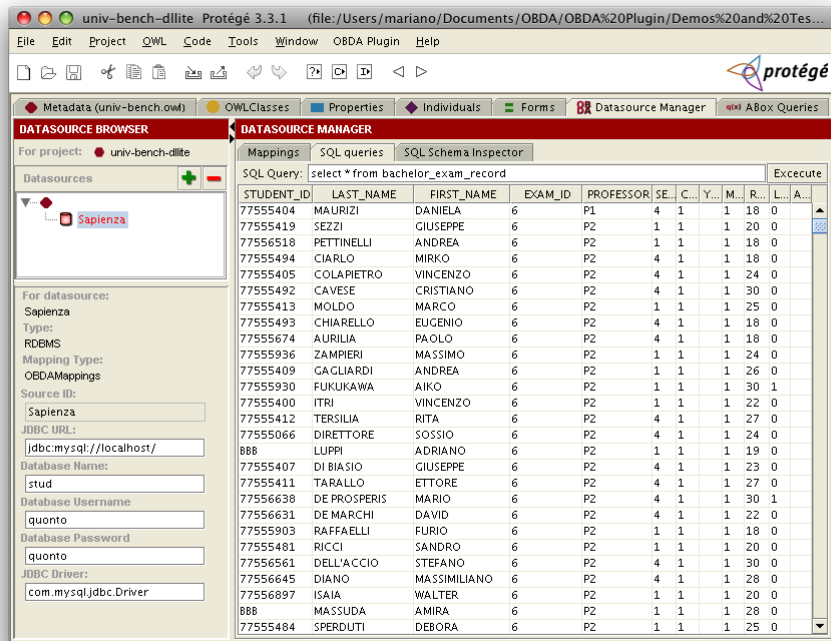 univ-bench-dllite Protégé 3.3.1 (file:/Users/mariano/Documents/OBDA/OBDA%20Plugin/Demos%20and%20Tes...
File Edit Project OWL Code Tools Window OBDA Plugin Help
protégé
Metadata (univ-bench.owl) OWLClasses Properties Individuals Forms Datasource Manager q(x) ABox Queries
DATASOURCE BROWSER
For project: univ-bench-dllite
Datasources
Sapienza
For datasource:
Sapienza
Type:
RDBMS
Mapping Type:
OBDAMappings
Source ID:
Sapienza
JDBC URL:
jdbc:mysql://localhost/
Database Name:
stud
Database Username
quonto
Database Password
quonto
JDBC Driver:
com.mysql.jdbc.Driver
DATASOURCE MANAGER
Mappings SQL queries SQL Schema Inspector
SQL Query: select * from bachelor_exam_record Excecute
STUDENT_ID LAST_NAME FIRST_NAME EXAM_ID PROFESSOR SE... C... Y... M... R... L... A...
77555404 MAURIZI DANIELA 6 P1 4 1 1 18 0
77555419 SEZZI GIUSEPPE 6 P2 1 1 1 20 0
77556518 PETTINELLI ANDREA 6 P2 1 1 1 18 0
77555494 CIARLO MIRKO 6 P2 4 1 1 18 0
77555405 COLAPIETRO VINCENZO 6 P2 4 1 1 24 0
77555492 CAVESE CRISTIANO 6 P2 4 1 1 30 0
77555413 MOLDO MARCO 6 P2 1 1 1 25 0
77555493 CHIARELLO EUGENIO 6 P2 4 1 1 18 0
77555674 AURILIA PAOLO 6 P2 4 1 1 18 0
77555936 ZAMPIERI MASSIMO 6 P2 1 1 1 24 0
77555409 GAGLIARDI ANDREA 6 P2 1 1 1 26 0
77555930 FUKUKAWA AIKO 6 P2 1 1 1 30 1
77555400 ITRI VINCENZO 6 P2 1 1 1 22 0
77555412 TERSILIA RITA 6 P2 4 1 1 27 0
77555066 DIRETTORE SOSSIO 6 P2 4 1 1 24 0
BBB LUPPI ADRIANO 6 P2 1 1 1 19 0
77555407 DI BIASIO GIUSEPPE 6 P2 4 1 1 23 0
77555411 TARALLO ETTORE 6 P2 4 1 1 27 0
77556638 DE PROSPERIS MARIO 6 P2 4 1 1 30 1
77556631 DE MARCHI DAVID 6 P2 4 1 1 22 0
77555903 RAFFAELLI FURIO 6 P2 1 1 1 18 0
77555481 RICCI SANDRO 6 P2 1 1 1 20 0
77556561 DELL'ACCIO STEFANO 6 P2 4 1 1 30 0
77556645 DIANO MASSIMILIANO 6 P2 4 1 1 28 0
77556897 ISAIA WALTER 6 P2 1 1 1 20 0
BBB MASSUDA AMIRA 6 P2 1 1 1 28 0
77555484 SPERDUTI DEBORA 6 P2 1 1 1 25 0